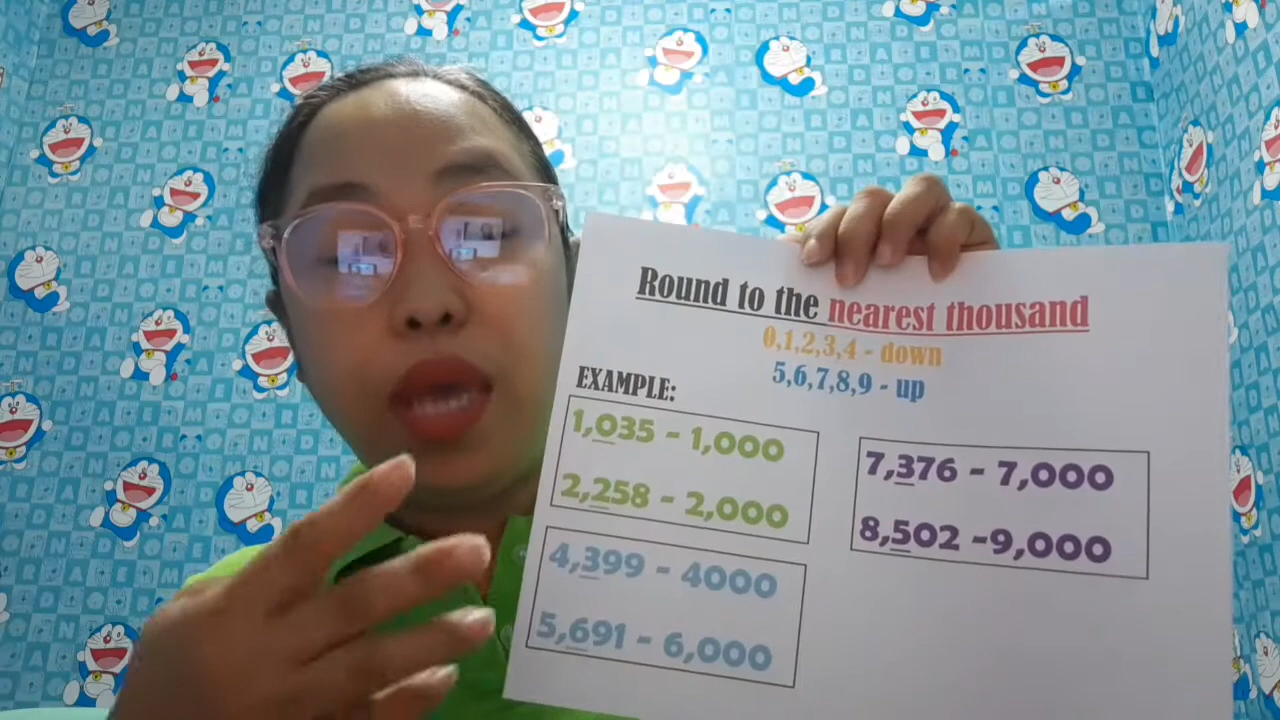 Round to the nearest thousand
0,1,2,3,4 - down
5,6,7,8,9 - up
EXAMPLE:
1,035 - 1,000
2,258 - 2,000
4,399 - 4000
5,691 - 6,000
7,376 - 7,000
8,502 -9,000